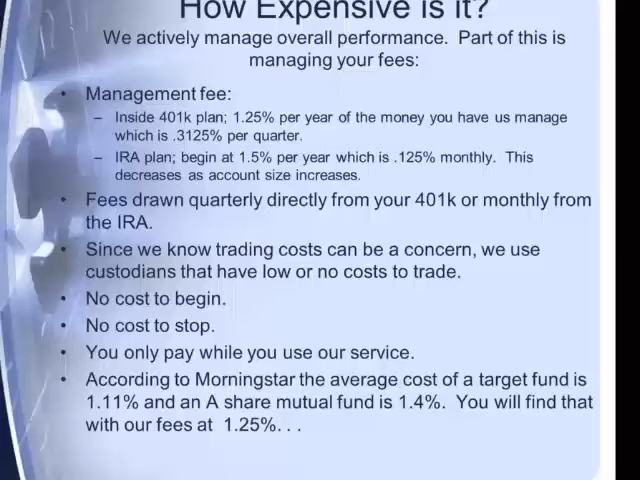 How Expensive is it?
We actively manage overall performance. Part of this is
managing your fees:
• Management fee:
– Inside 401k plan; 1.25% per year of the money you have us manage
which is .3125% per quarter.
– IRA plan; begin at 1.5% per year which is .125% monthly. This
decreases as account size increases.
• Fees drawn quarterly directly from your 401k or monthly from
the IRA.
• Since we know trading costs can be a concern, we use
custodians that have low or no costs to trade.
• No cost to begin.
• No cost to stop.
• You only pay while you use our service.
• According to Morningstar the average cost of a target fund is
1.11% and an A share mutual fund is 1.4%. You will find that
with our fees at 1.25%. . .